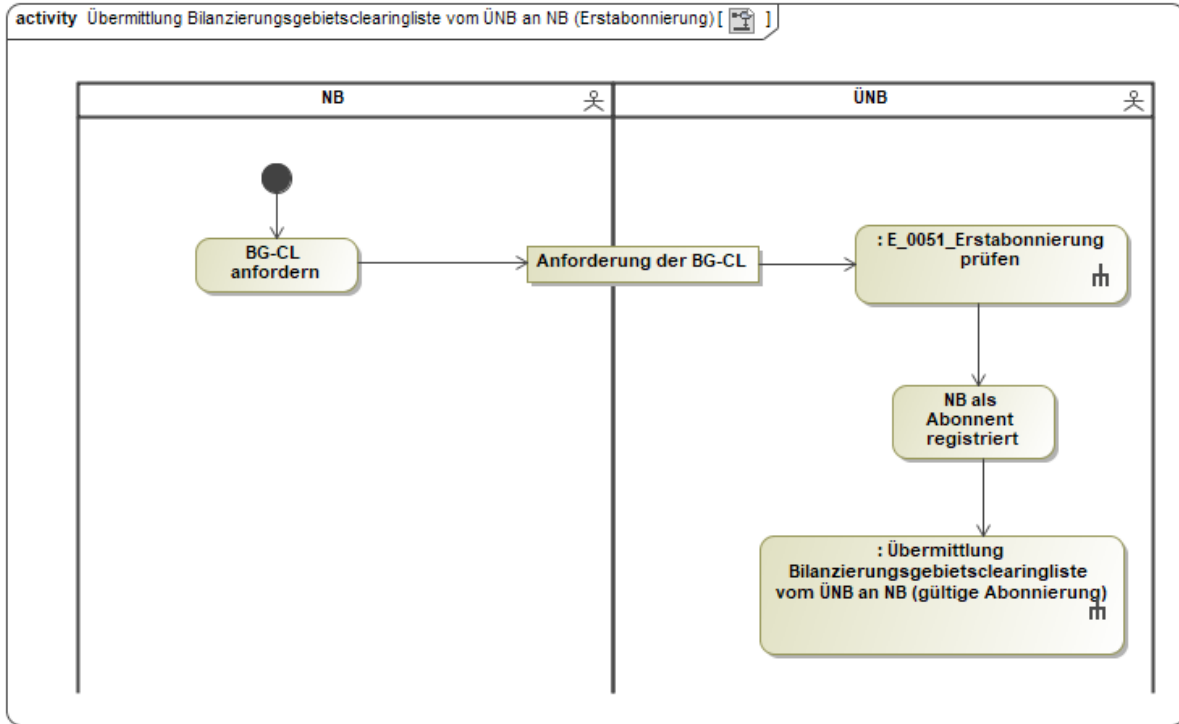 activity Übermittlung Bilanzierungsgebietsclearingliste vom ÜNB an NB (Erstabonnierung) [ ]
NB
ÜNB
BG-CL
anfordern
Anforderung der BG-CL
: E_0051_Erstabonnierung
prüfen
NB als
Abonnent
registriert
: Übermittlung
Bilanzierungsgebietsclearingliste
vom ÜNB an NB (gültige Abonnierung)